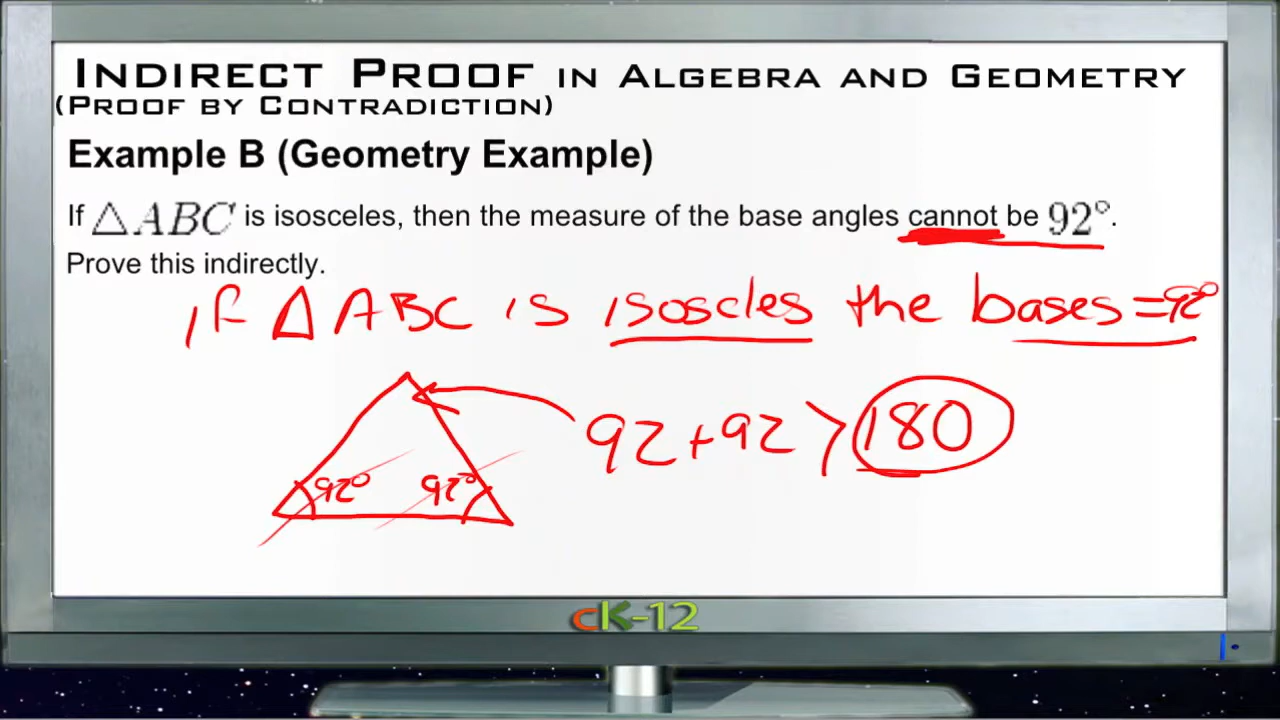 INDIRECT PROOF IN ALGEBRA AND GEOMETRY
(PROOF BY CONTRADICTION)
Example B (Geometry Example)
If △ABC is isosceles, then the measure of the base angles cannot be 92°.
Prove this indirectly.
If △ABC is isoscles the bases = 92°
92 + 92 > 180
92° 92°
cK-12